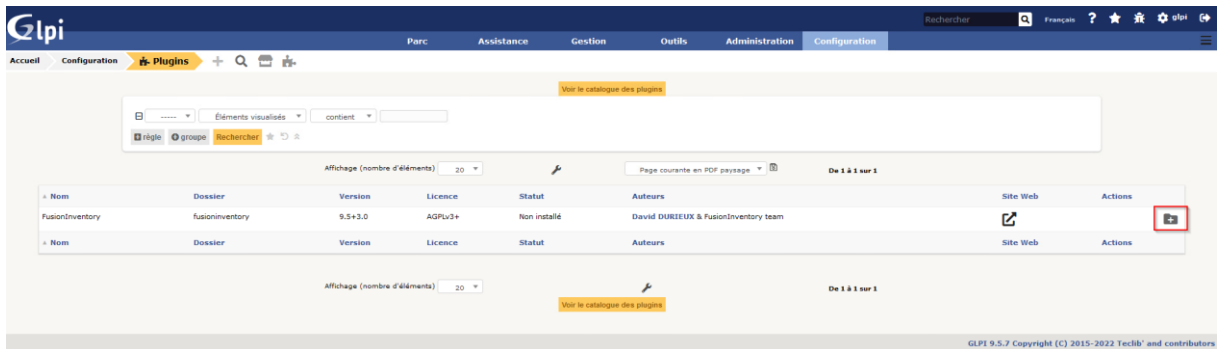 Glpi
Rechercher Français ? glpi
Parc Assistance Gestion Outils Administration Configuration
Accueil Configuration Plugins
Voir le catalogue des plugins
----- Éléments visualisés contient
règle groupe Rechercher
Affichage (nombre d'éléments) 20 Page courante en PDF paysage De 1 à 1 sur 1
Nom Dossier Version Licence Statut Auteurs Site Web Actions
FusionInventory fusioninventory 9.5+3.0 AGPLv3+ Non installé David DURIEUX & FusionInventory team
Nom Dossier Version Licence Statut Auteurs Site Web Actions
Affichage (nombre d'éléments) 20 De 1 à 1 sur 1
Voir le catalogue des plugins
GLPI 9.5.7 Copyright (C) 2015-2022 Teclib' and contributors